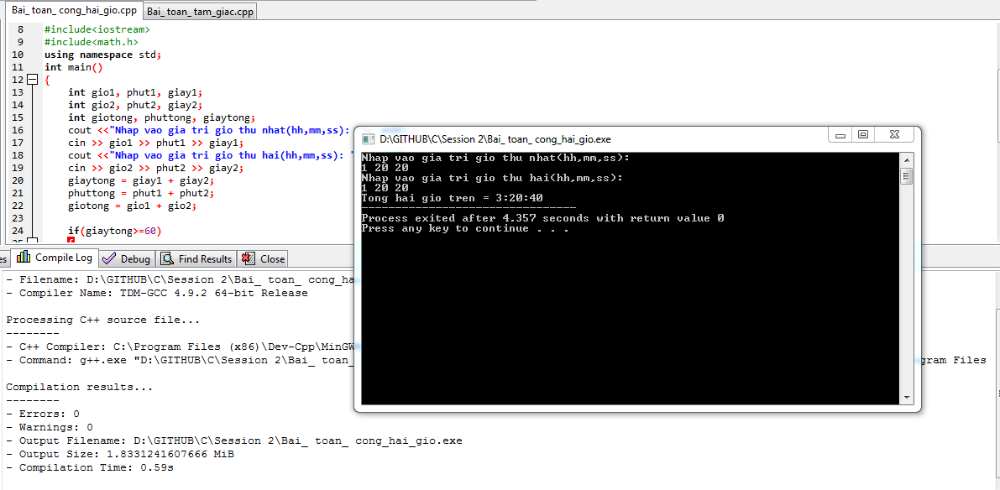 Bai_ toan_ cong_hai_gio.cpp
Bai_ toan_ tam_giac.cpp
8 #include<iostream>
9 #include<math.h>
10 using namespace std;
11 int main()
12 {
13 int gio1, phut1, giay1;
14 int gio2, phut2, giay2;
15 int giotong, phuttong, giaytong;
16 cout <<"Nhap vao gia tri gio thu nhat(hh,mm,ss):
17 cin >> gio1 >> phut1 >> giay1;
18 cout <<"Nhap vao gia tri gio thu hai(hh,mm,ss): "
19 cin >> gio2 >> phut2 >> giay2;
20 giaytong = giay1 + giay2;
21 phuttong = phut1 + phut2;
22 giotong = gio1 + gio2;
23
24 if(giaytong>=60)
{
D:\GITHUB\C\Session 2\Bai_ toan_ cong_hai_gio.exe
Nhap vao gia tri gio thu nhat(hh,mm,ss):
1 20 20
Nhap vao gia tri gio thu hai(hh,mm,ss):
1 20 20
Tong hai gio tren = 3:20:40
--------------------------------
Process exited after 4.357 seconds with return value 0
Press any key to continue . . .
es Compile Log Debug Find Results Close
- Filename: D:\GITHUB\C\Session 2\Bai_ toan_ cong_ha
- Compiler Name: TDM-GCC 4.9.2 64-bit Release
Processing C++ source file...
--------
- C++ Compiler: C:\Program Files (x86)\Dev-Cpp\MinGW
- Command: g++.exe "D:\GITHUB\C\Session 2\Bai_ toan_ gram Files
Compilation results...
--------
- Errors: 0
- Warnings: 0
- Output Filename: D:\GITHUB\C\Session 2\Bai_ toan_ cong_hai_gio.exe
- Output Size: 1.8331241607666 MiB
- Compilation Time: 0.59s